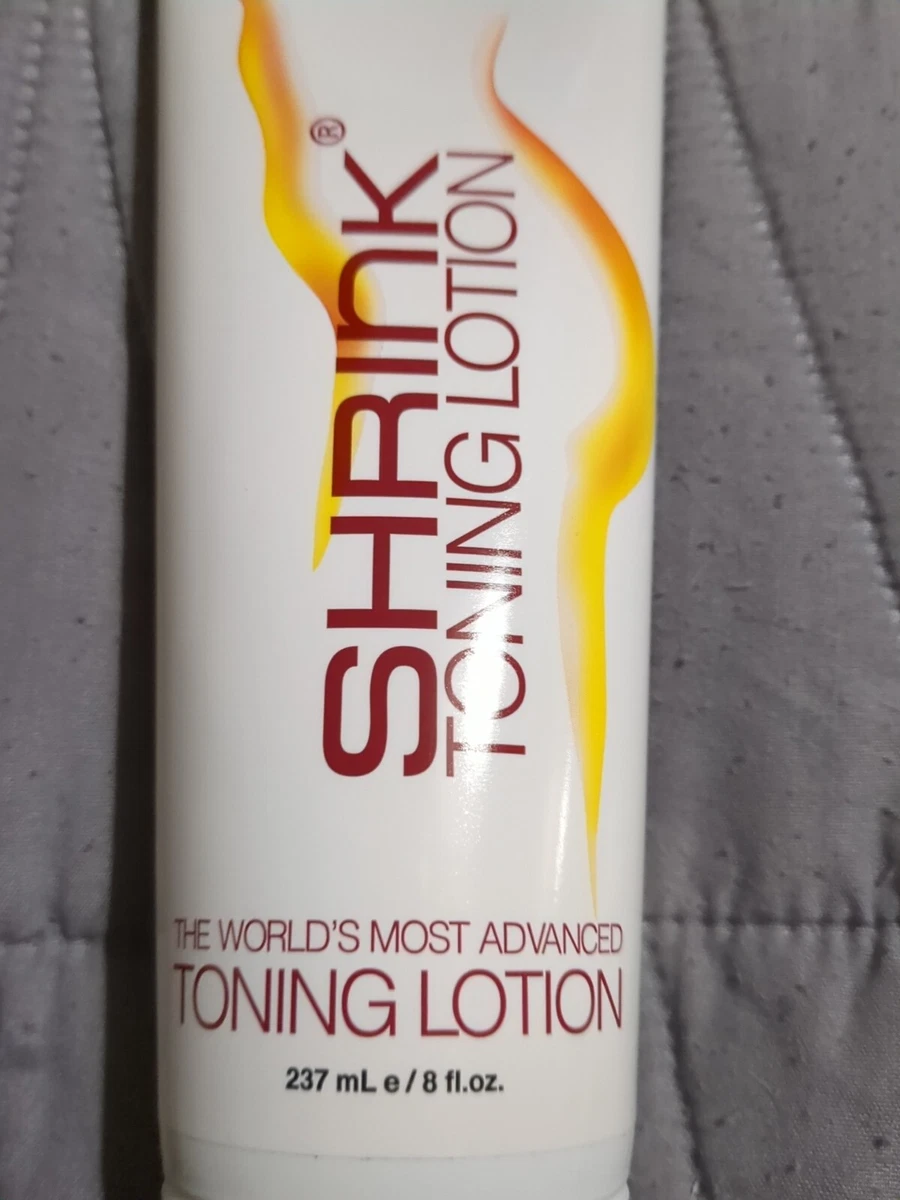 SHRINK®
TONING LOTION
THE WORLD'S MOST ADVANCED
TONING LOTION
237 mL e / 8 fl.oz.